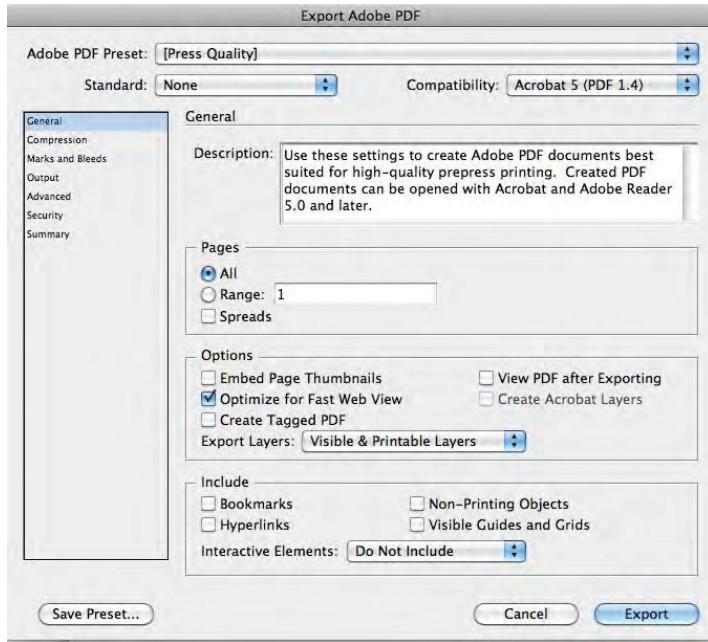 Export Adobe PDF
Adobe PDF Preset: [Press Quality]
Standard: None Compatibility: Acrobat 5 (PDF 1.4)
General
Compression
Marks and Bleeds
Output
Advanced
Security
Summary
General
Description: Use these settings to create Adobe PDF documents best
suited for high-quality prepress printing. Created PDF
documents can be opened with Acrobat and Adobe Reader
5.0 and later.
Pages
All
Range: 1
Spreads
Options
Embed Page Thumbnails View PDF after Exporting
Optimize for Fast Web View Create Acrobat Layers
Create Tagged PDF
Export Layers: Visible & Printable Layers
Include
Bookmarks Non-Printing Objects
Hyperlinks Visible Guides and Grids
Interactive Elements: Do Not Include
Save Preset... Cancel Export